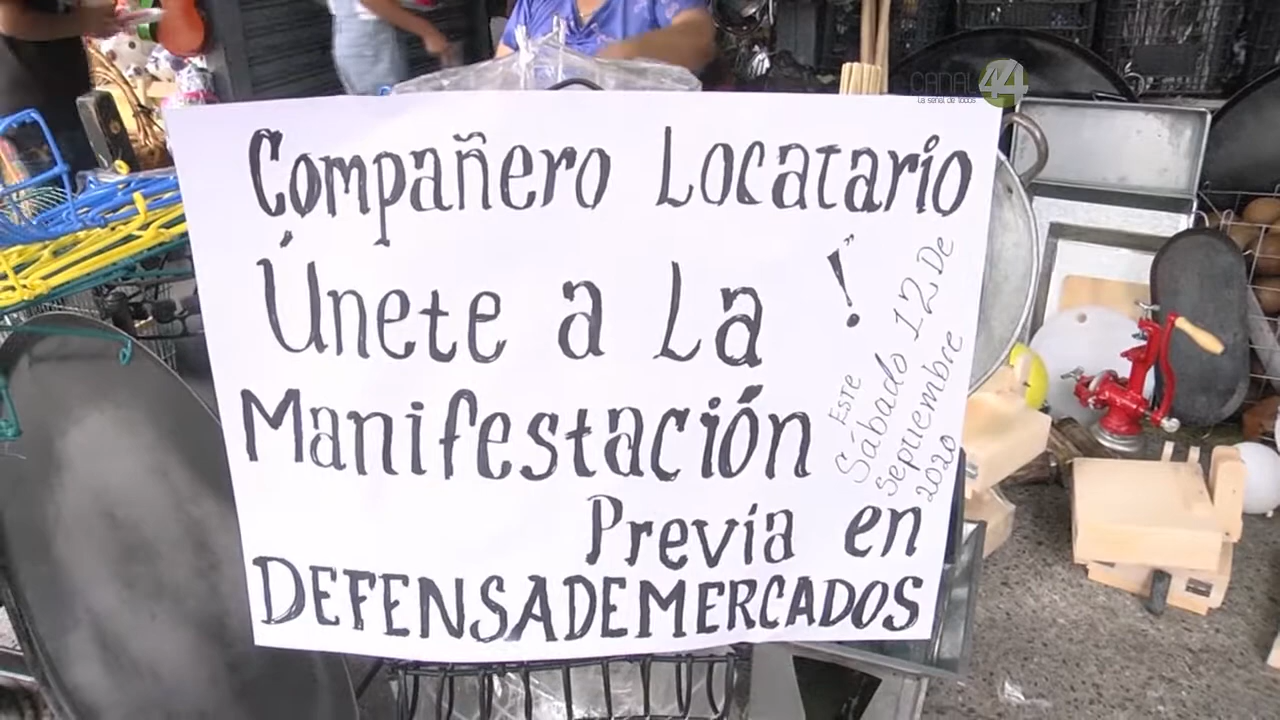 CANAL 44
La señal de todos
Compañero Locatario
Únete a La !
Manifestación
Este
Sábado 12 De
Septiembre
2020
Previa en
DEFENSADEMERCADOS